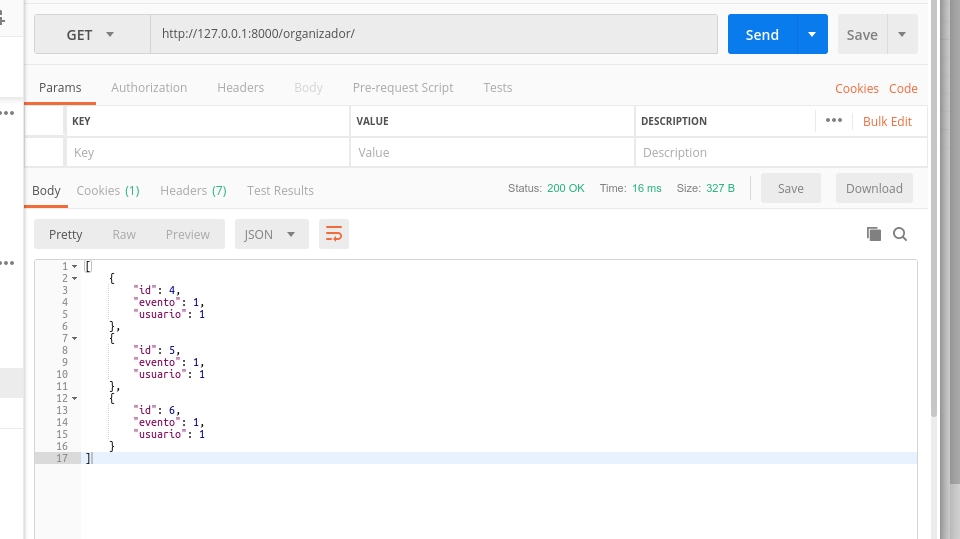 GET http://127.0.0.1:8000/organizador/ Send Save
Params Authorization Headers Body Pre-request Script Tests Cookies Code
KEY VALUE DESCRIPTION ••• Bulk Edit
Key Value Description
Body Cookies (1) Headers (7) Test Results Status: 200 OK Time: 16 ms Size: 327 B Save Download
Pretty Raw Preview JSON
1 [
2 {
3 "id": 4,
4 "evento": 1,
5 "usuario": 1
6 },
7 {
8 "id": 5,
9 "evento": 1,
10 "usuario": 1
11 },
12 {
13 "id": 6,
14 "evento": 1,
15 "usuario": 1
16 }
17 ]